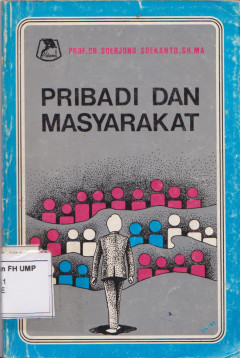 PROF. DR. SOERJONO SOEKANTO, SH, MA
PRIBADI DAN
MASYARAKAT
n FH UMP